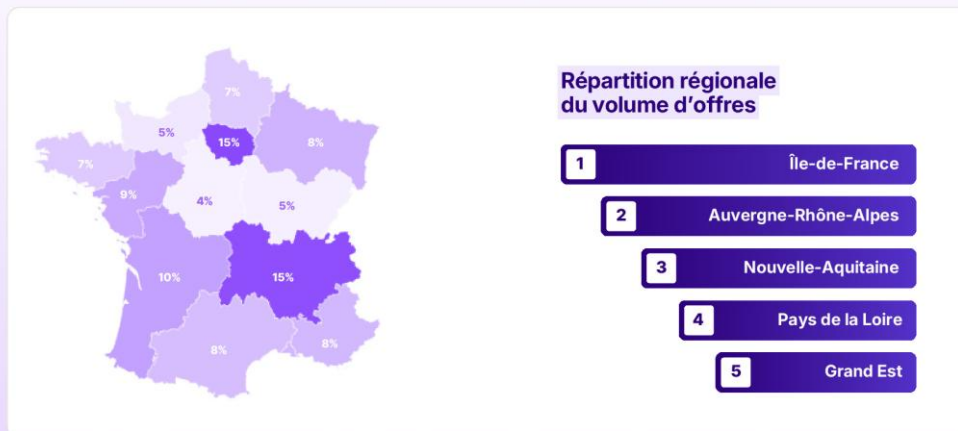 7%
5%
15%
8%
7%
9%
4%
5%
10%
15%
8%
8%
Répartition régionale
du volume d’offres
1 Île-de-France
2 Auvergne-Rhône-Alpes
3 Nouvelle-Aquitaine
4 Pays de la Loire
5 Grand Est